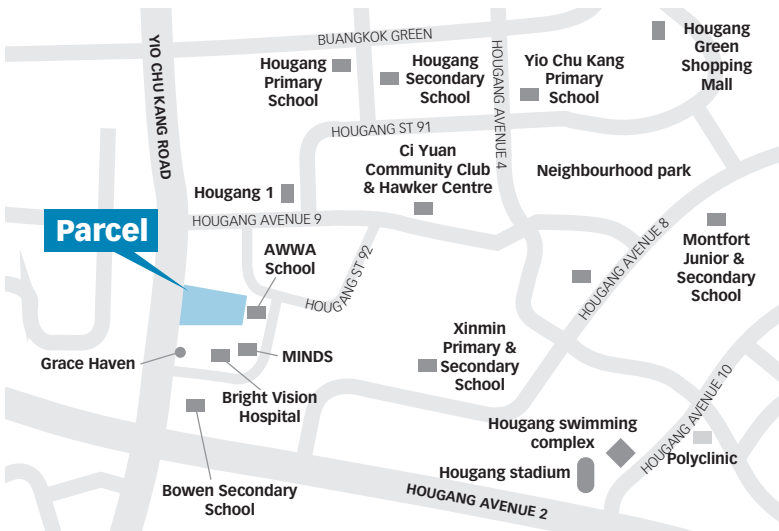 BUANGKOK GREEN
YIO CHU KANG ROAD
Hougang
Primary
School
Hougang
Secondary
School
HOUGANG AVENUE 4
Yio Chu Kang
Primary
School
Hougang
Green
Shopping
Mall
HOUGANG ST 91
Ci Yuan
Community Club
& Hawker Centre
Neighbourhood park
Hougang 1
HOUGANG AVENUE 9
Parcel
AWWA
School
HOUGANG ST 92
HOUGANG AVENUE 8
Montfort
Junior &
Secondary
School
Grace Haven
MINDS
Bright Vision
Hospital
Xinmin
Primary &
Secondary
School
HOUGANG AVENUE 10
Hougang swimming
complex
Polyclinic
Hougang stadium
Bowen Secondary
School
HOUGANG AVENUE 2